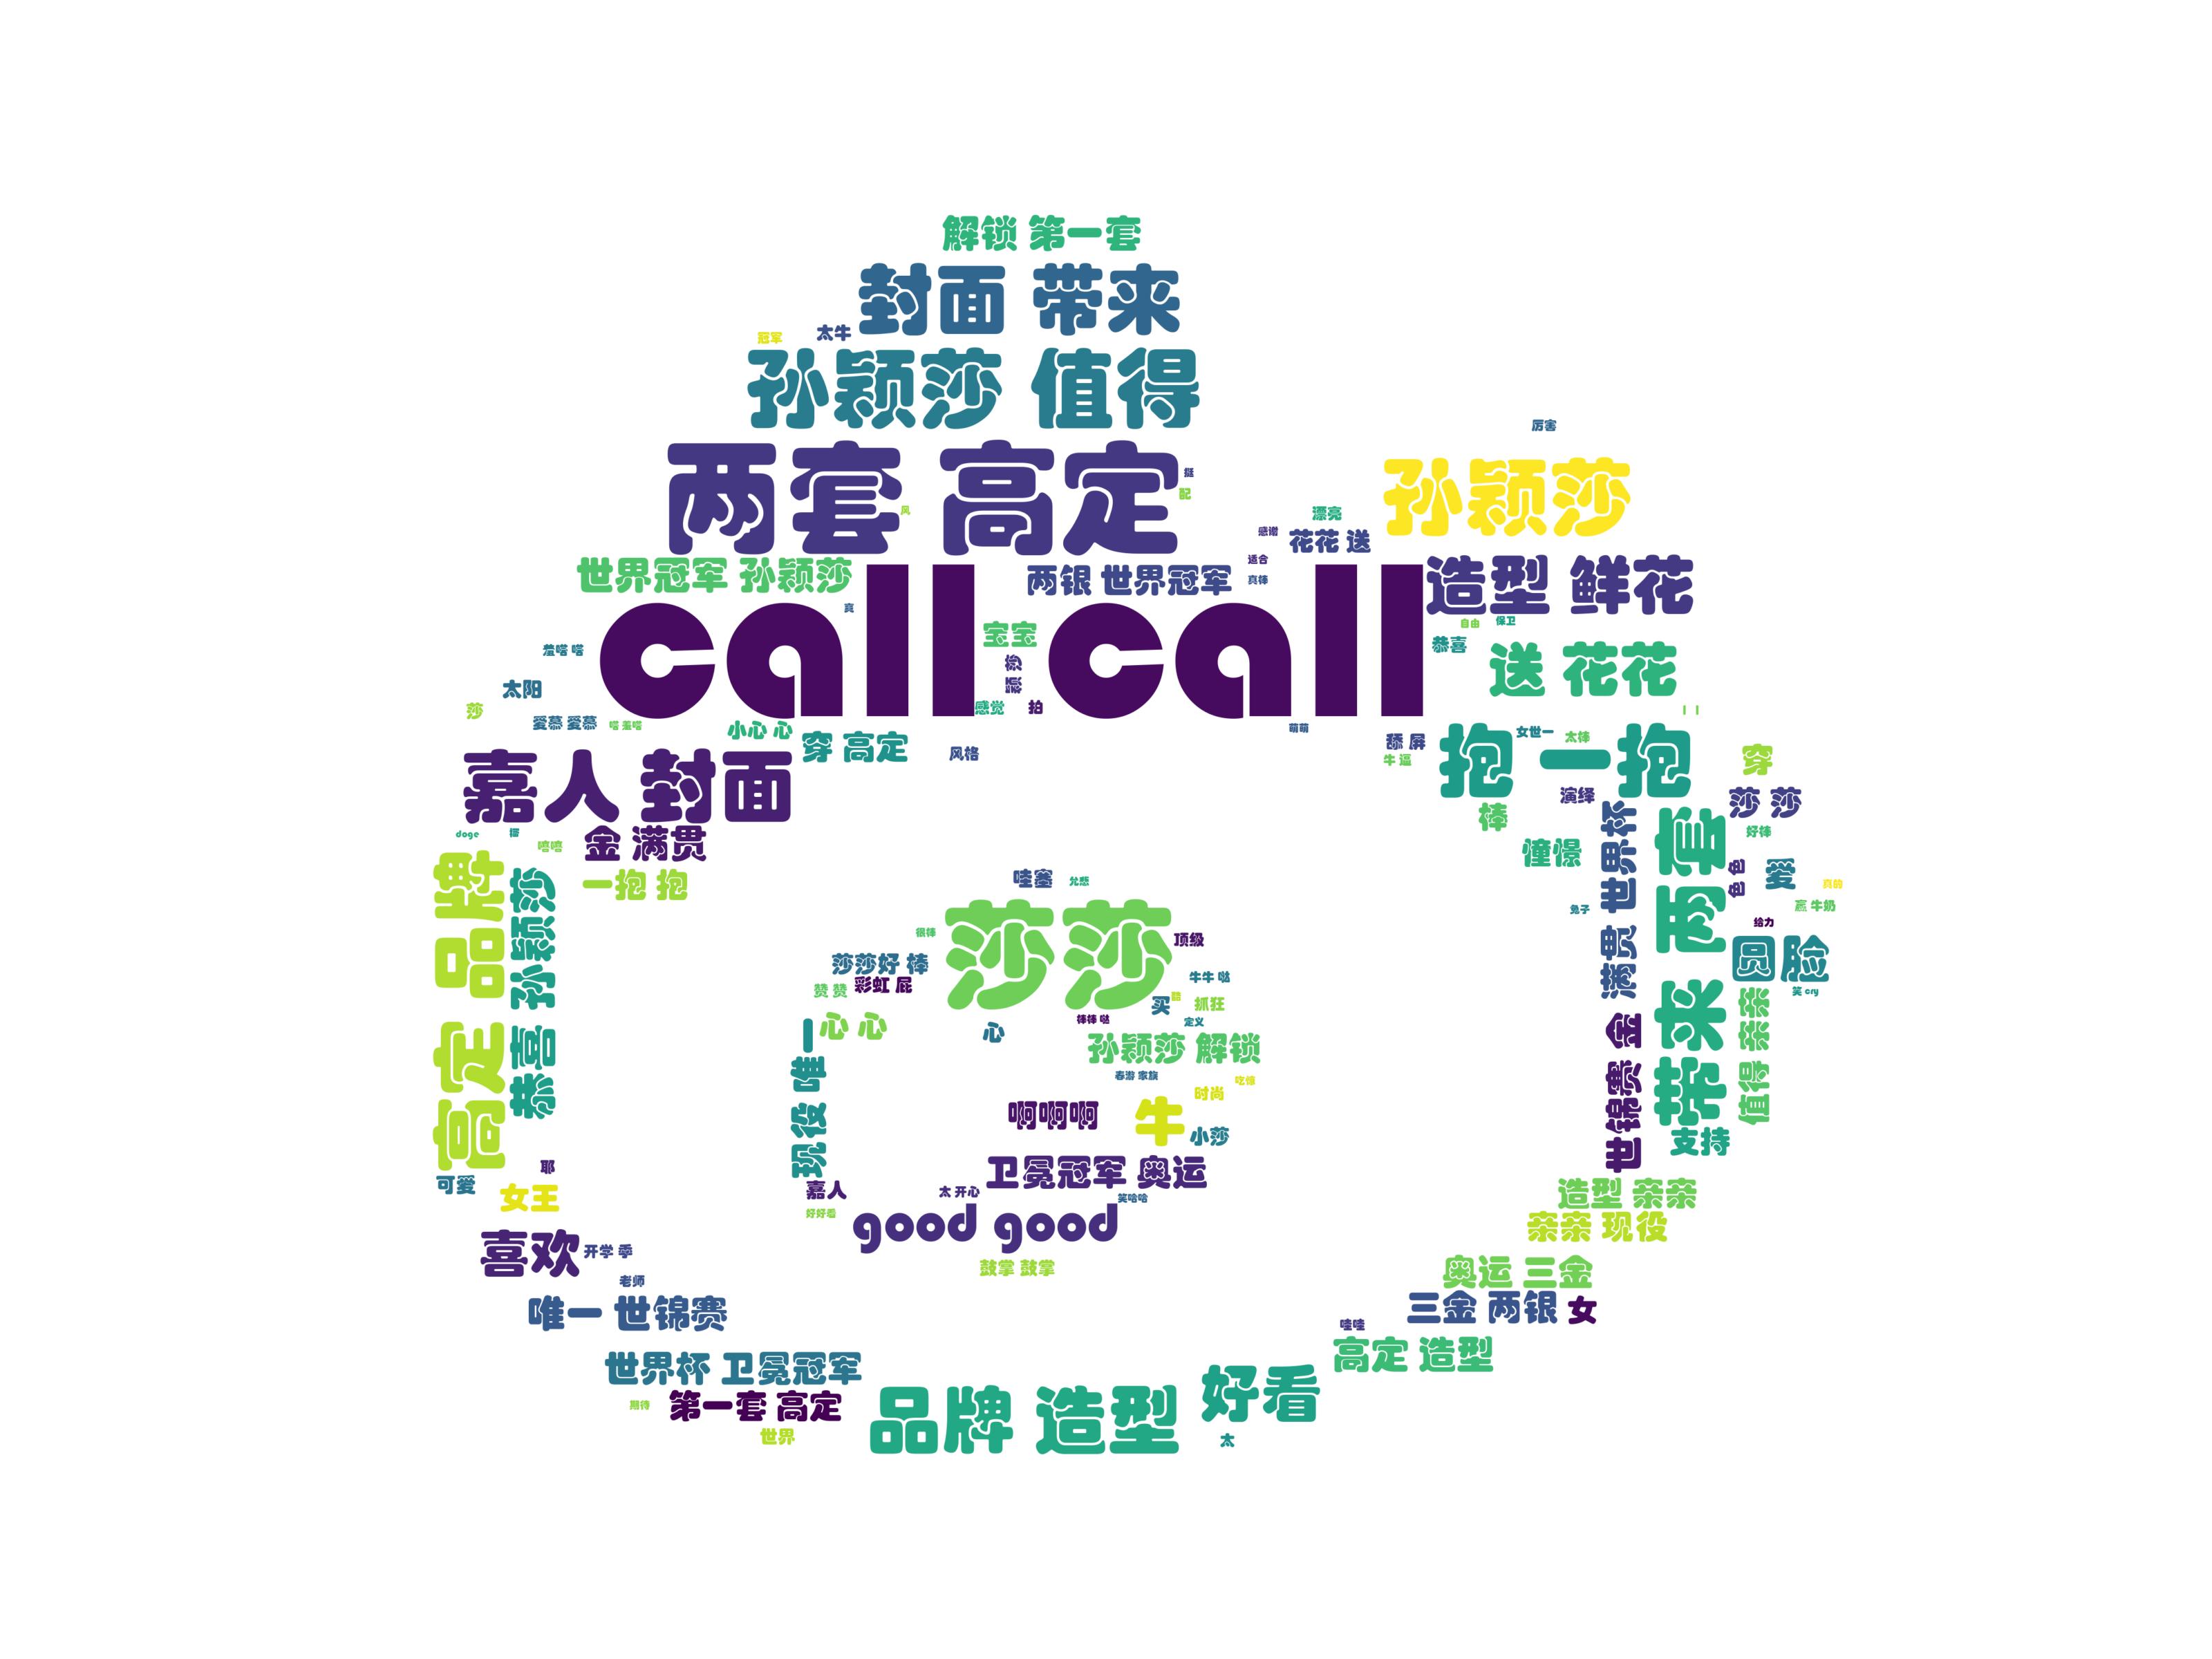 解锁 第一套
封面 带来
冠军
太牛
孙颖莎 值得
厉害
两套 高定
挺
配
风
孙颖莎
漂亮
感谢
花花 送
适合
世界冠军 孙颖莎
两银 世界冠军
真棒
造型 鲜花
call call
真
宝宝
自由
保卫
恭喜
羞嗒 嗒
送 花花
太阳
莎
感觉
拍
爱慕 爱慕
嗒 羞嗒
小心 心
穿 高定
风格
萌萌
舔 屏
牛 逼
抱 一抱
女世一
太棒
穿
嘉人 封面
演绎
莎 莎
棒
好棒
doge
金 满贯
嘻嘻
一抱 抱
憧憬
满贯 世界杯
带来 两套
色 色
爱
真的
高定 品牌
恭喜 孙颖莎
哇塞
兔子
牛奶
给力
很棒
莎莎
顶级
圆脸
莎莎好 棒
牛牛 哒
赞 赞
彩虹 屁
买
抓狂
笑 cry
心 心
心
棒棒 哒
定义
现役 唯一
孙颖莎 解锁
世锦赛 金
值得 亲亲
春游 家族
吃惊
时尚
啊啊啊
牛
小莎
支持
耶
卫冕冠军 奥运
可爱
女王
嘉人
太 开心
笑哈哈
造型 亲亲
好好看
good good
亲亲 现役
喜欢
开学 季
鼓掌 鼓掌
奥运 三金
老师
唯一 世锦赛
三金 两银
女
哇哇
高定 造型
世界杯 卫冕冠军
期待
第一套 高定
品牌 造型
好看
世界
太